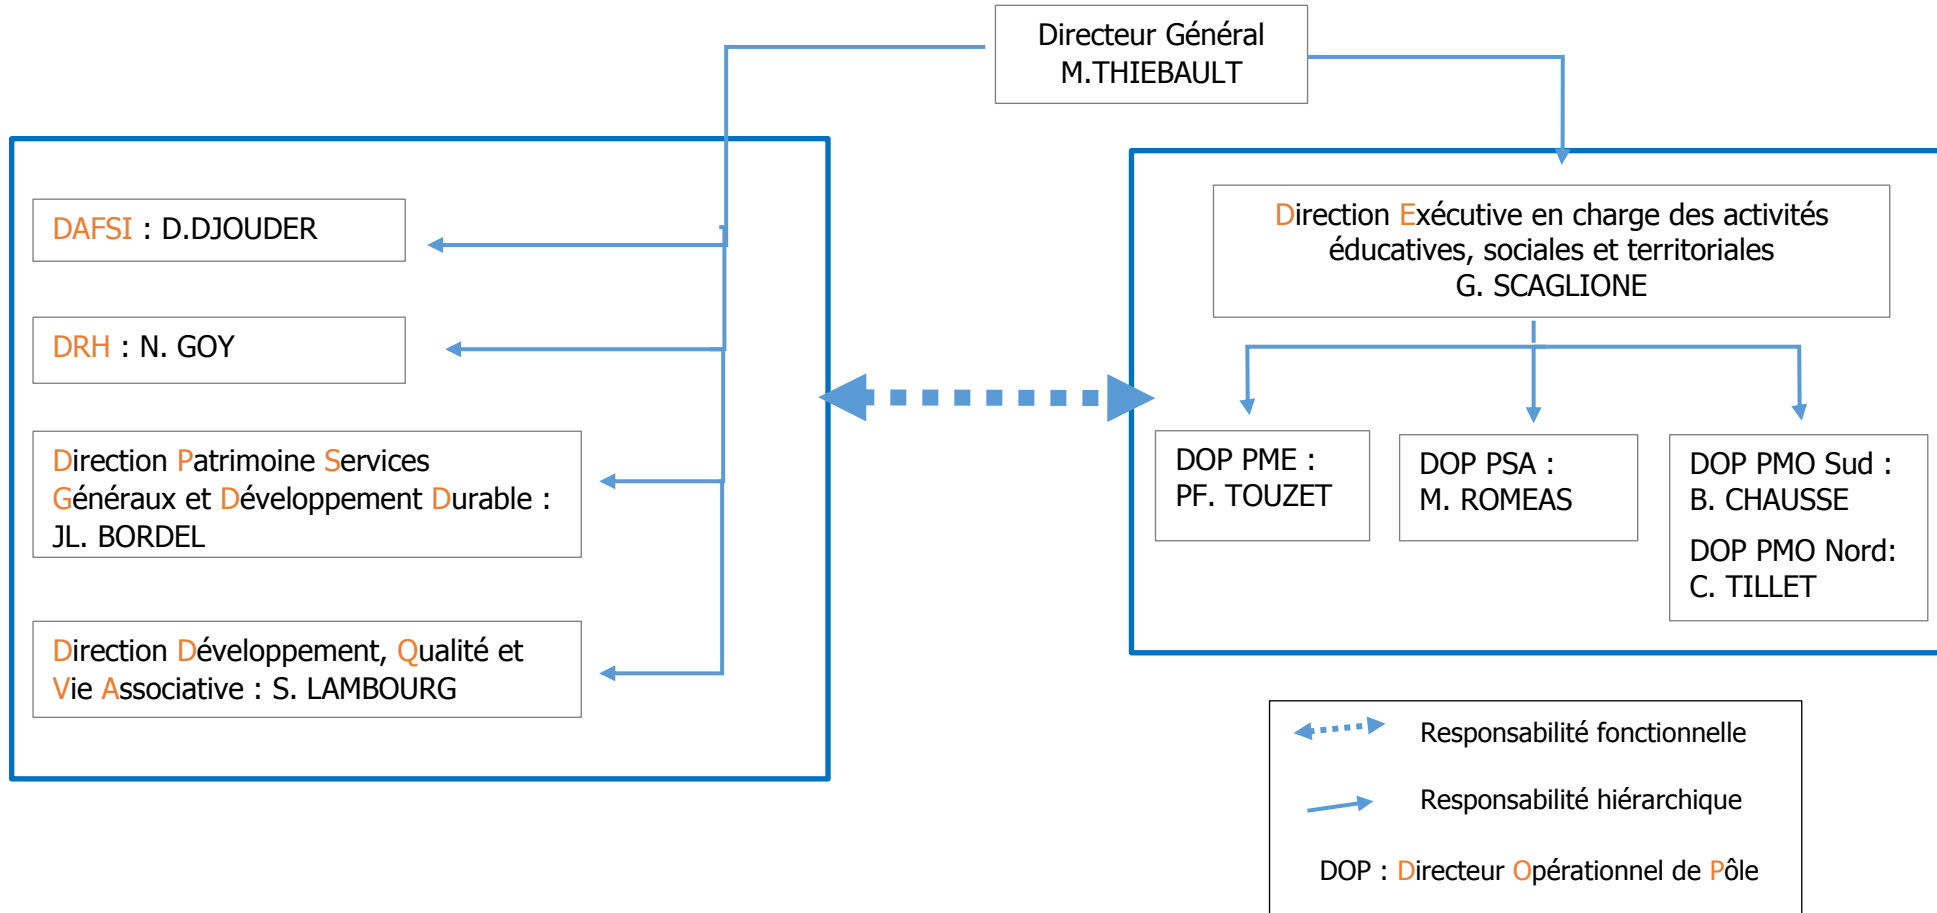 Directeur Général
M.THIEBAULT
DAFSI : D.DJOUDER
DRH : N. GOY
Direction Patrimoine Services
Généraux et Développement Durable :
JL. BORDEL
Direction Développement, Qualité et
Vie Associative : S. LAMBOURG
Direction Exécutive en charge des activités
éducatives, sociales et territoriales
G. SCAGLIONE
DOP PME :
PF. TOUZET
DOP PSA :
M. ROMEAS
DOP PMO Sud :
B. CHAUSSE
DOP PMO Nord:
C. TILLET
Responsabilité fonctionnelle
Responsabilité hiérarchique
DOP : Directeur Opérationnel de Pôle